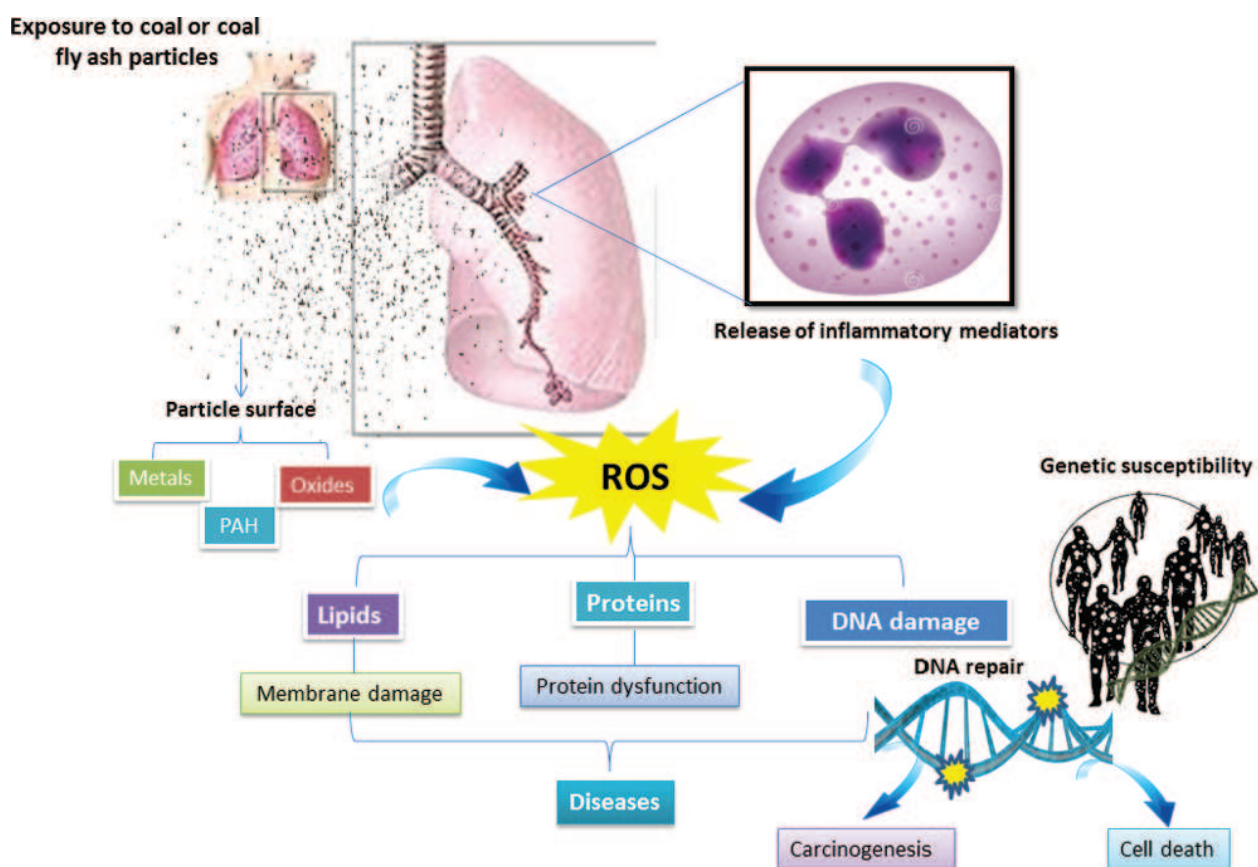 Exposure to coal or coal
fly ash particles
Release of inflammatory mediators
Particle surface
Metals
Oxides
PAH
ROS
Genetic susceptibility
Lipids
Proteins
DNA damage
DNA repair
Membrane damage
Protein dysfunction
Diseases
Carcinogenesis
Cell death